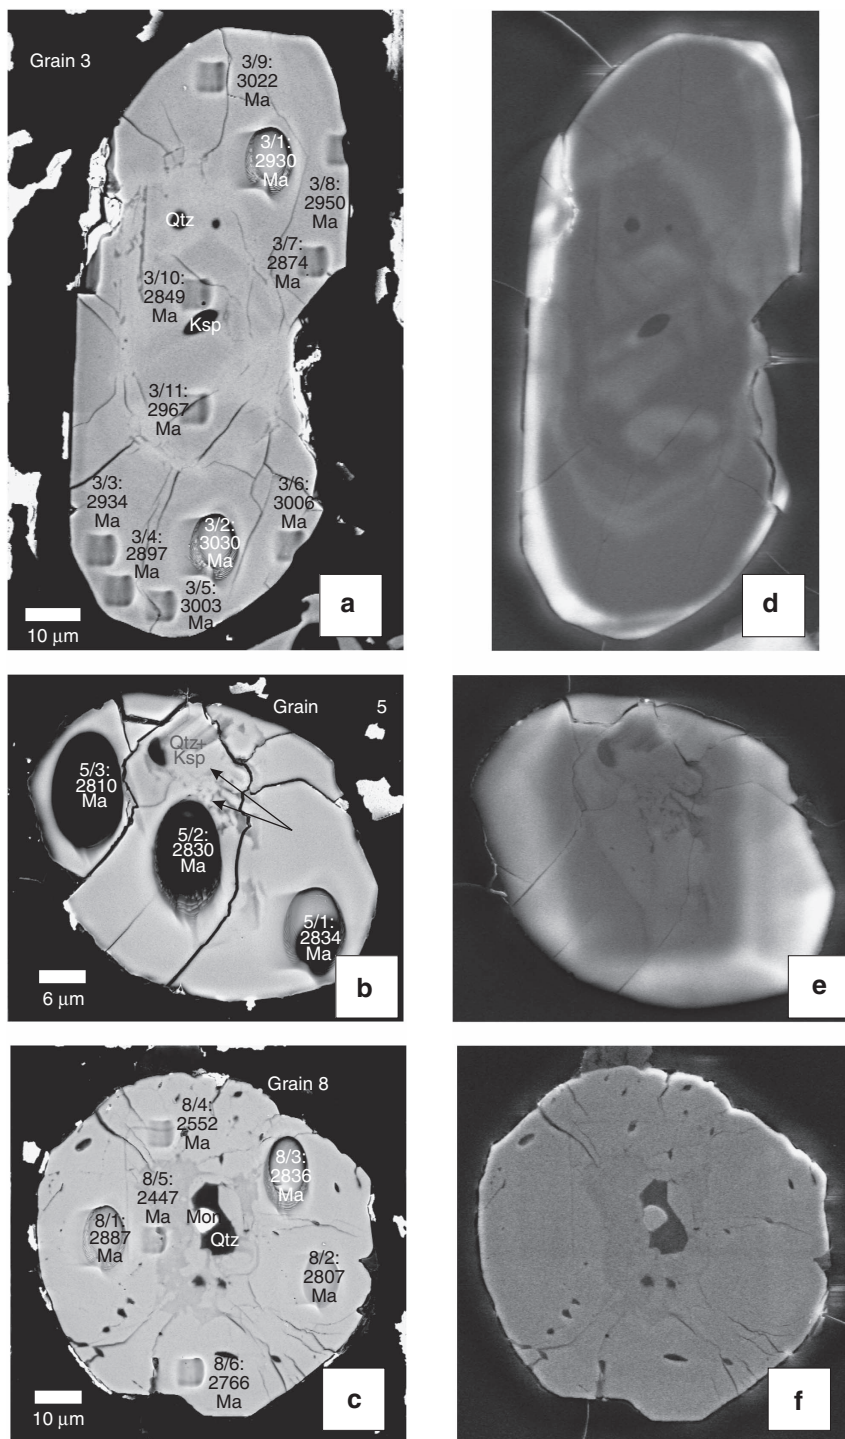 Grain 3
3/9:
3022
Ma
3/1:
2930
Ma
3/8:
2950
Ma
Qtz
3/7:
2874
Ma
3/10:
2849
Ma
Ksp
3/11:
2967
Ma
3/3:
2934
Ma
3/4:
2897
Ma
3/2:
3030
Ma
3/6:
3006
Ma
3/5:
3003
Ma
10 µm
a
d
Grain 5
Qtz+
Ksp
5/3:
2810
Ma
5/2:
2830
Ma
5/1:
2834
Ma
6 µm
b
e
Grain 8
8/4:
2552
Ma
8/3:
2836
Ma
8/5:
2447
Ma
Mon
Qtz
8/1:
2887
Ma
8/2:
2807
Ma
8/6:
2766
Ma
10 µm
c
f